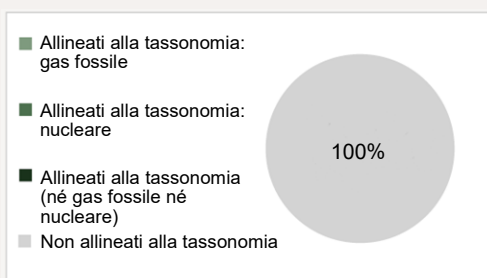 Allineati alla tassonomia:
gas fossile
Allineati alla tassonomia:
nucleare
Allineati alla tassonomia
(né gas fossile né
nucleare)
Non allineati alla tassonomia
100%